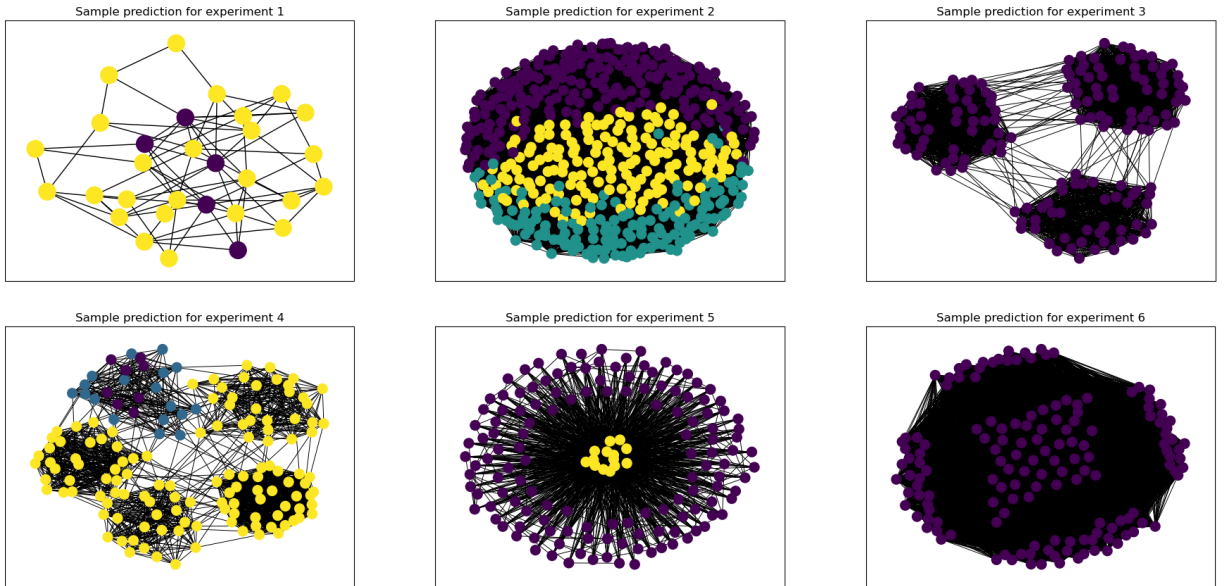 Sample prediction for experiment 1
Sample prediction for experiment 2
Sample prediction for experiment 3
Sample prediction for experiment 4
Sample prediction for experiment 5
Sample prediction for experiment 6